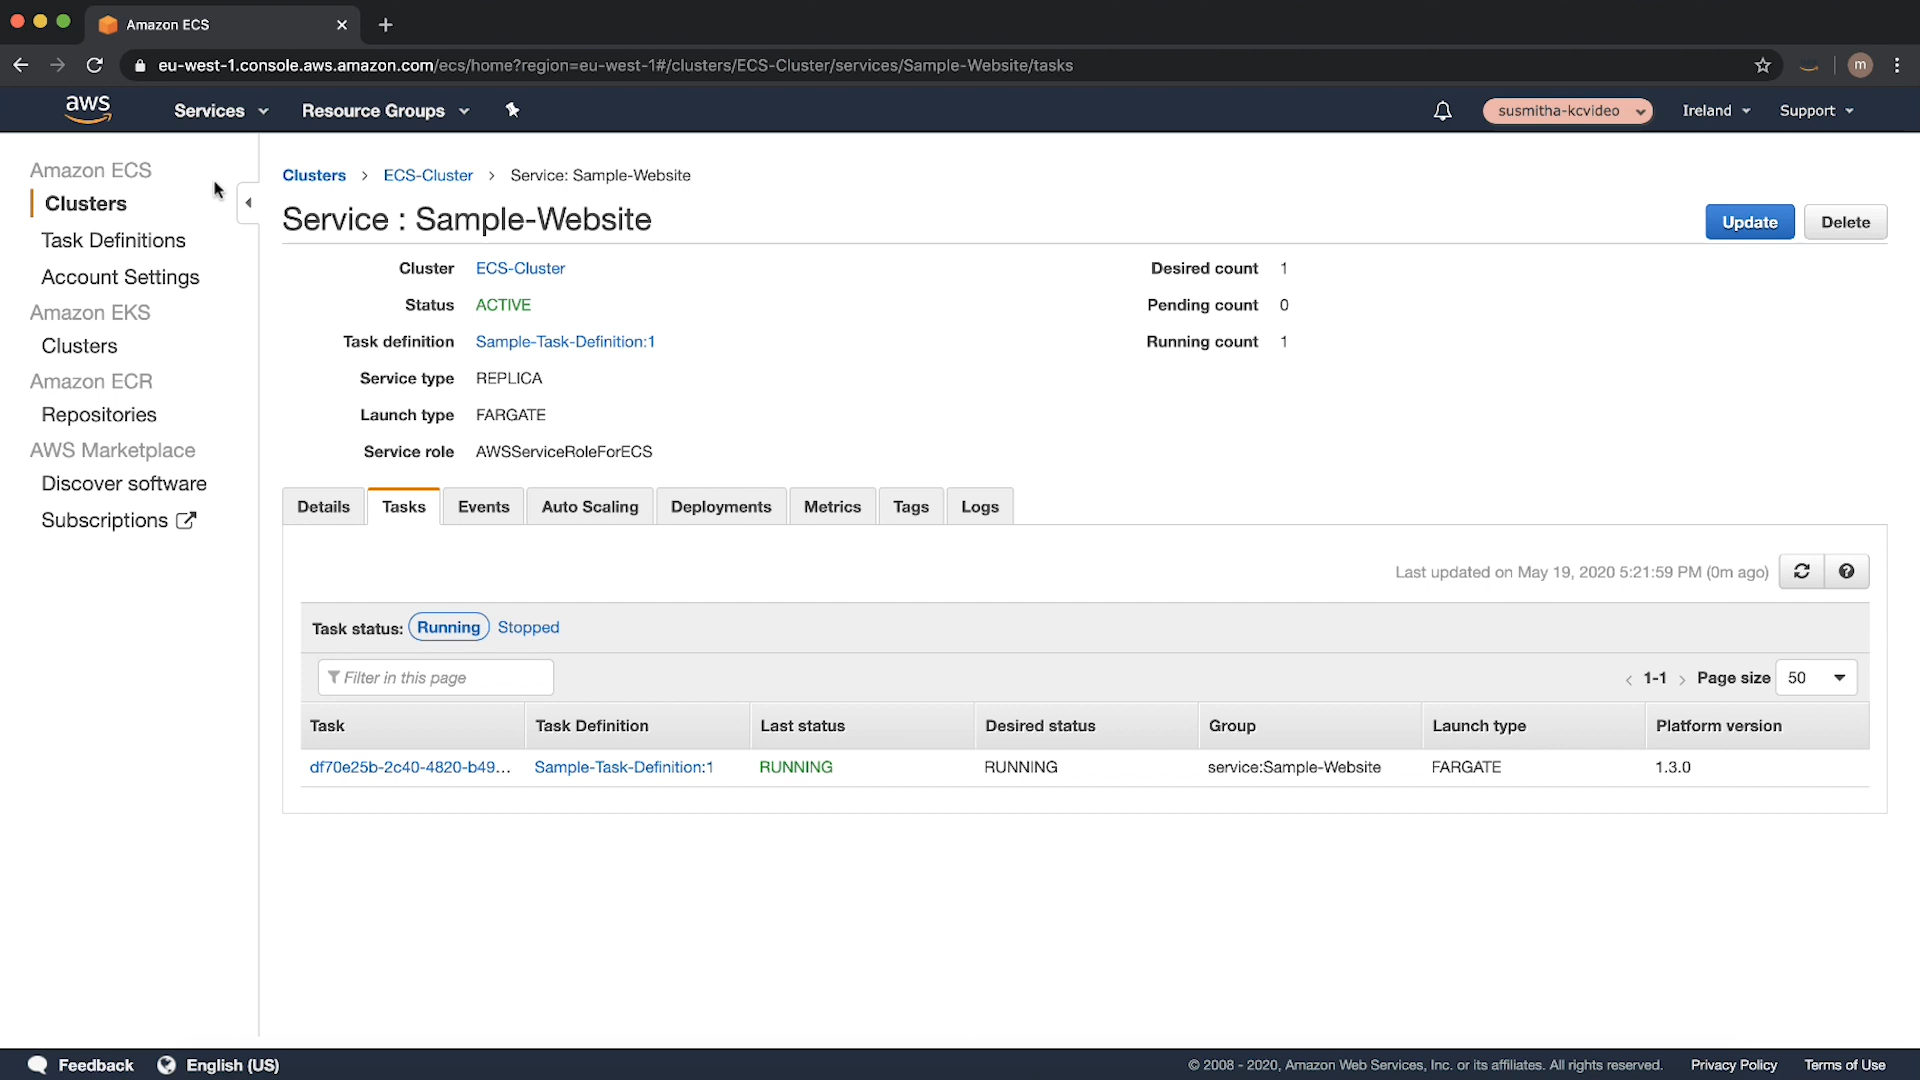 Amazon ECS
eu-west-1.console.aws.amazon.com/ecs/home?region=eu-west-1#/clusters/ECS-Cluster/services/Sample-Website/tasks
m
aws
Services
Resource Groups
susmitha-kcvideo
Ireland
Support
Amazon ECS
Clusters
Task Definitions
Account Settings
Amazon EKS
Clusters
Amazon ECR
Repositories
AWS Marketplace
Discover software
Subscriptions
Clusters > ECS-Cluster > Service: Sample-Website
Service : Sample-Website
Update
Delete
Cluster ECS-Cluster
Status ACTIVE
Task definition Sample-Task-Definition:1
Service type REPLICA
Launch type FARGATE
Service role AWSServiceRoleForECS
Desired count 1
Pending count 0
Running count 1
Details Tasks Events Auto Scaling Deployments Metrics Tags Logs
Last updated on May 19, 2020 5:21:59 PM (0m ago)
Task status: Running Stopped
Filter in this page
< 1-1 > Page size 50
Task Task Definition Last status Desired status Group Launch type Platform version
df70e25b-2c40-4820-b49... Sample-Task-Definition:1 RUNNING RUNNING service:Sample-Website FARGATE 1.3.0
Feedback English (US)
© 2008 - 2020, Amazon Web Services, Inc. or its affiliates. All rights reserved. Privacy Policy Terms of Use